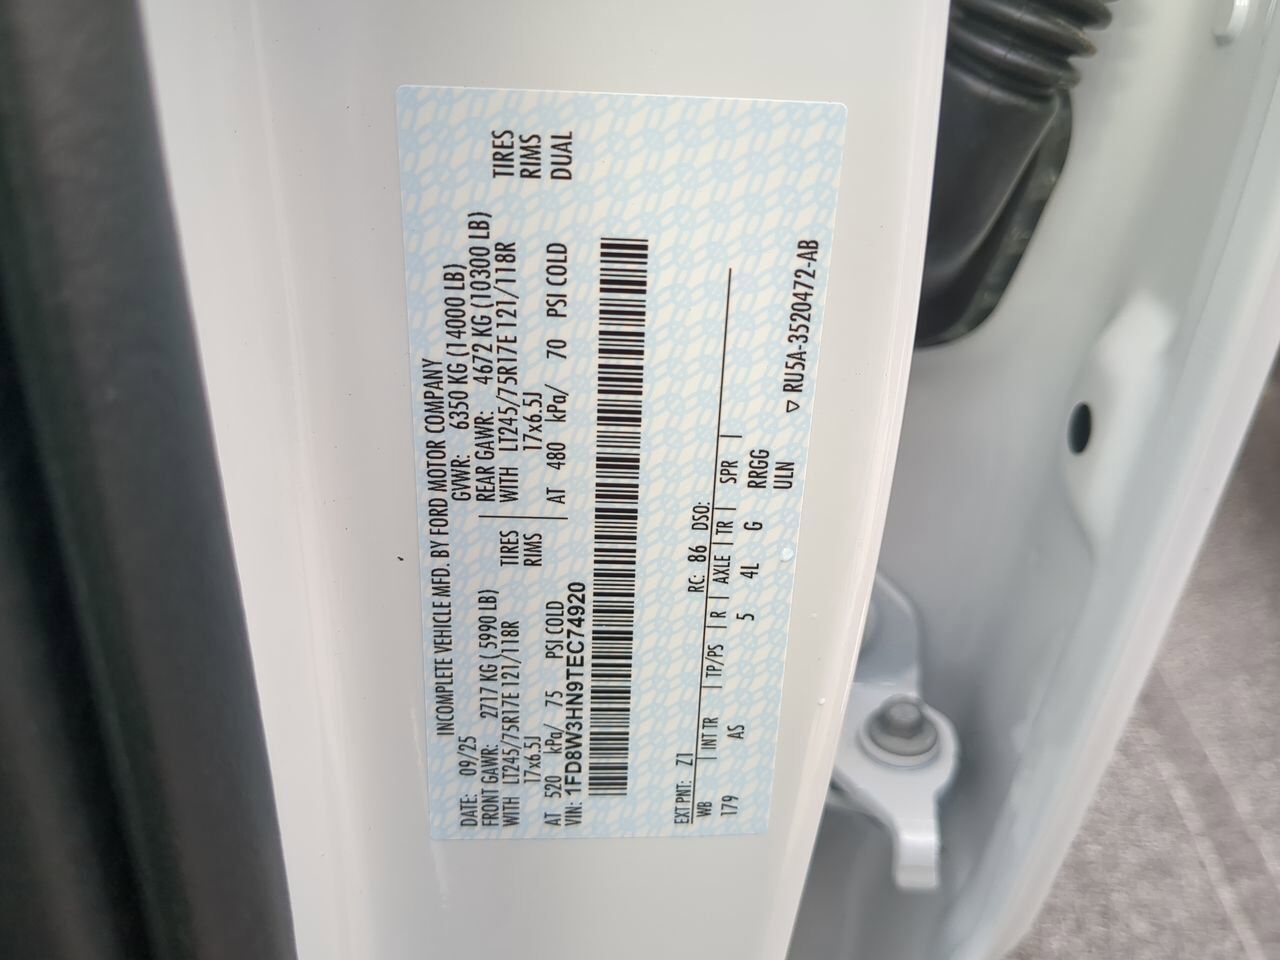 INCOMPLETE VEHICLE MFD. BY FORD MOTOR COMPANY
DATE: 09/25 GVWR: 6350 KG (14000 LB)
FRONT GAWR: 2717 KG ( 5990 LB) REAR GAWR: 4672 KG (10300 LB)
WITH LT245/75R17E 121/118R TIRES WITH LT245/75R17E 121/118R TIRES
17x6.5J RIMS 17x6.5J RIMS
AT 520 kPa/ 75 PSI COLD AT 480 kPa/ 70 PSI COLD DUAL
VIN: 1FD8W3HN9TEC74920
EXT PNT: Z1 RC: 86 DSO:
WB INT TR TP/PS R AXLE TR SPR
179 AS 5 4L G RRGG
ULN
▽ RU5A-3520472-AB